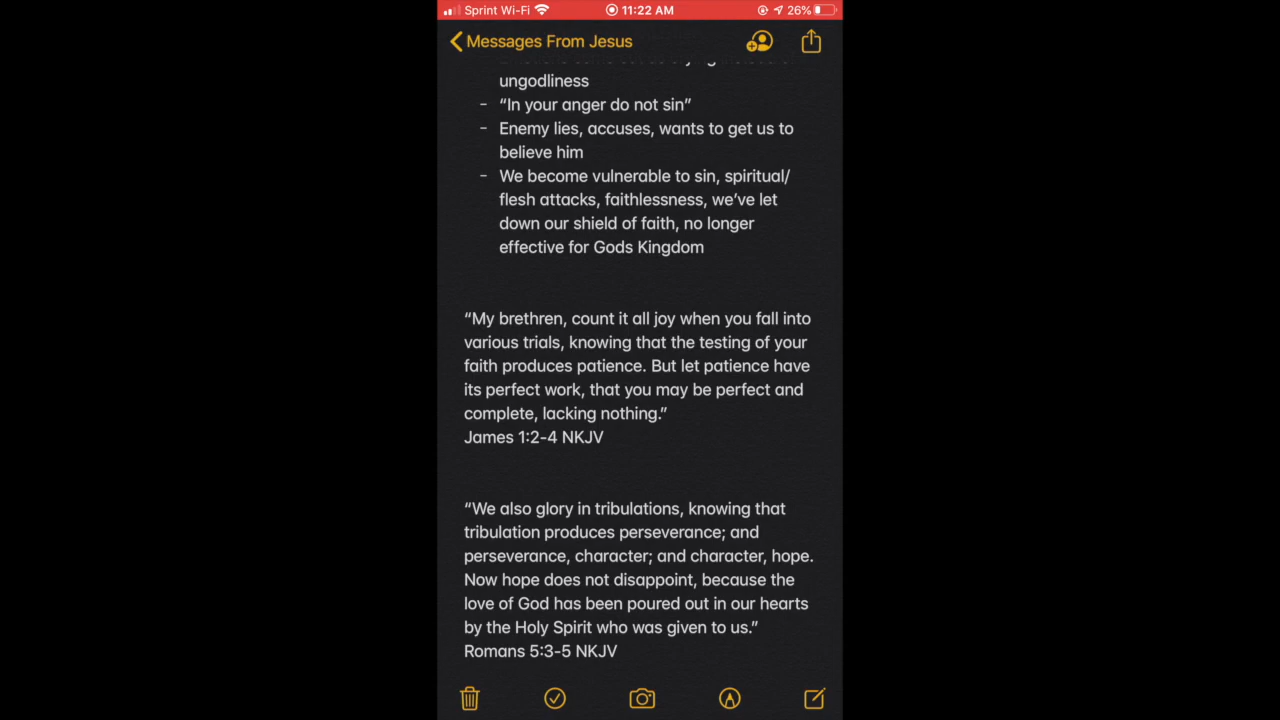 Sprint Wi-Fi 11:22 AM 26%
Messages From Jesus
ungodliness
- “In your anger do not sin”
- Enemy lies, accuses, wants to get us to
believe him
- We become vulnerable to sin, spiritual/
flesh attacks, faithlessness, we’ve let
down our shield of faith, no longer
effective for Gods Kingdom
“My brethren, count it all joy when you fall into
various trials, knowing that the testing of your
faith produces patience. But let patience have
its perfect work, that you may be perfect and
complete, lacking nothing.”
James 1:2-4 NKJV
“We also glory in tribulations, knowing that
tribulation produces perseverance; and
perseverance, character; and character, hope.
Now hope does not disappoint, because the
love of God has been poured out in our hearts
by the Holy Spirit who was given to us.”
Romans 5:3-5 NKJV